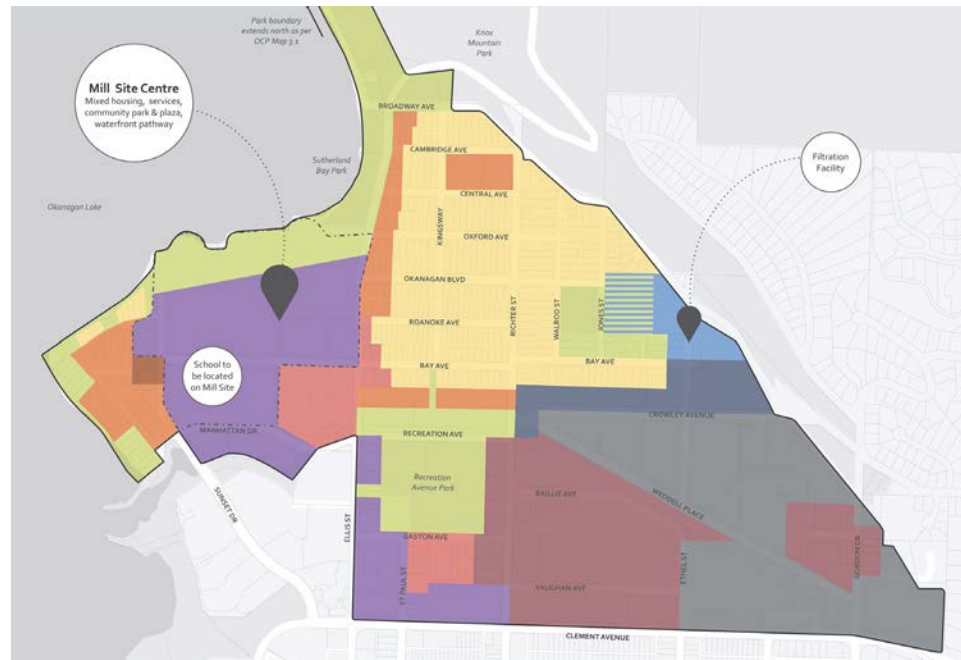 Park boundary
extends north as per
OCP Map 3.1
Knox
Mountain
Park
Mill Site Centre
Mixed housing, services,
community park & plaza,
waterfront pathway
BROADWAY AVE
CAMBRIDGE AVE
Filtration
Facility
Sutherland
Bay Park
CENTRAL AVE
Okanagan Lake
KINGSWAY
OXFORD AVE
OKANAGAN BLVD
RICHTER ST
WALROD ST
JONES ST
ROANOKE AVE
BAY AVE
BAY AVE
School to
be located
on Mill Site
CROWLEY AVENUE
MANHATTAN DR
RECREATION AVE
Recreation
Avenue Park
SUNSET DR
BAILLIE AVE
WEDDELL PLACE
ELLIS ST
GASTON AVE
ETHEL ST
GORDON DR
ST PAUL ST
VAUGHAN AVE
CLEMENT AVENUE